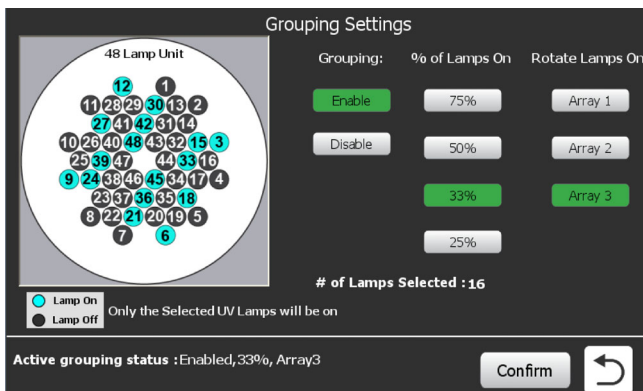 Grouping Settings
48 Lamp Unit
Grouping: % of Lamps On Rotate Lamps On
12 1
11 28 29 30 13 2
27 41 42 31 14
10 26 40 48 43 32 15 3
25 39 47 44 33 16
9 24 38 46 45 34 17 4
23 37 36 35 18
8 22 21 20 19 5
7 6
Enable 75% Array 1
Disable 50% Array 2
33% Array 3
25%
# of Lamps Selected : 16
Lamp On
Lamp Off
Only the Selected UV Lamps will be on
Active grouping status : Enabled, 33%, Array3
Confirm